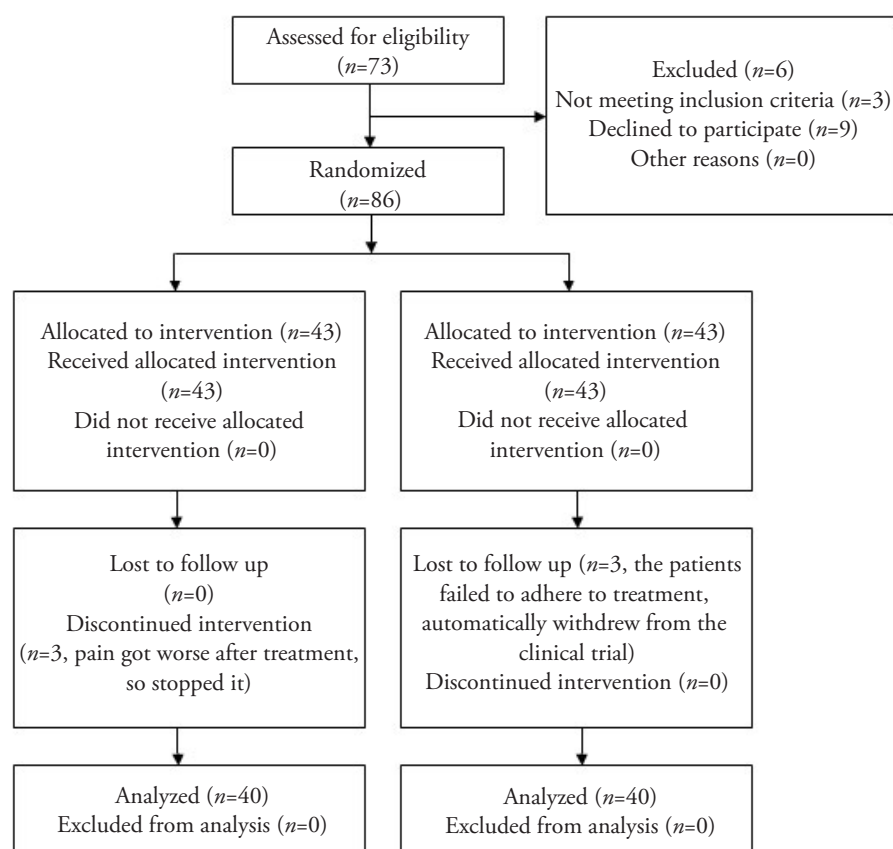 Assessed for eligibility
(n=73)
Excluded (n=6)
Not meeting inclusion criteria (n=3)
Declined to participate (n=9)
Other reasons (n=0)
Randomized
(n=86)
Allocated to intervention (n=43)
Received allocated intervention
(n=43)
Did not receive allocated
intervention (n=0)
Allocated to intervention (n=43)
Received allocated intervention
(n=43)
Did not receive allocated
intervention (n=0)
Lost to follow up
(n=0)
Discontinued intervention
(n=3, pain got worse after treatment,
so stopped it)
Lost to follow up (n=3, the patients
failed to adhere to treatment,
automatically withdrew from the
clinical trial)
Discontinued intervention (n=0)
Analyzed (n=40)
Excluded from analysis (n=0)
Analyzed (n=40)
Excluded from analysis (n=0)